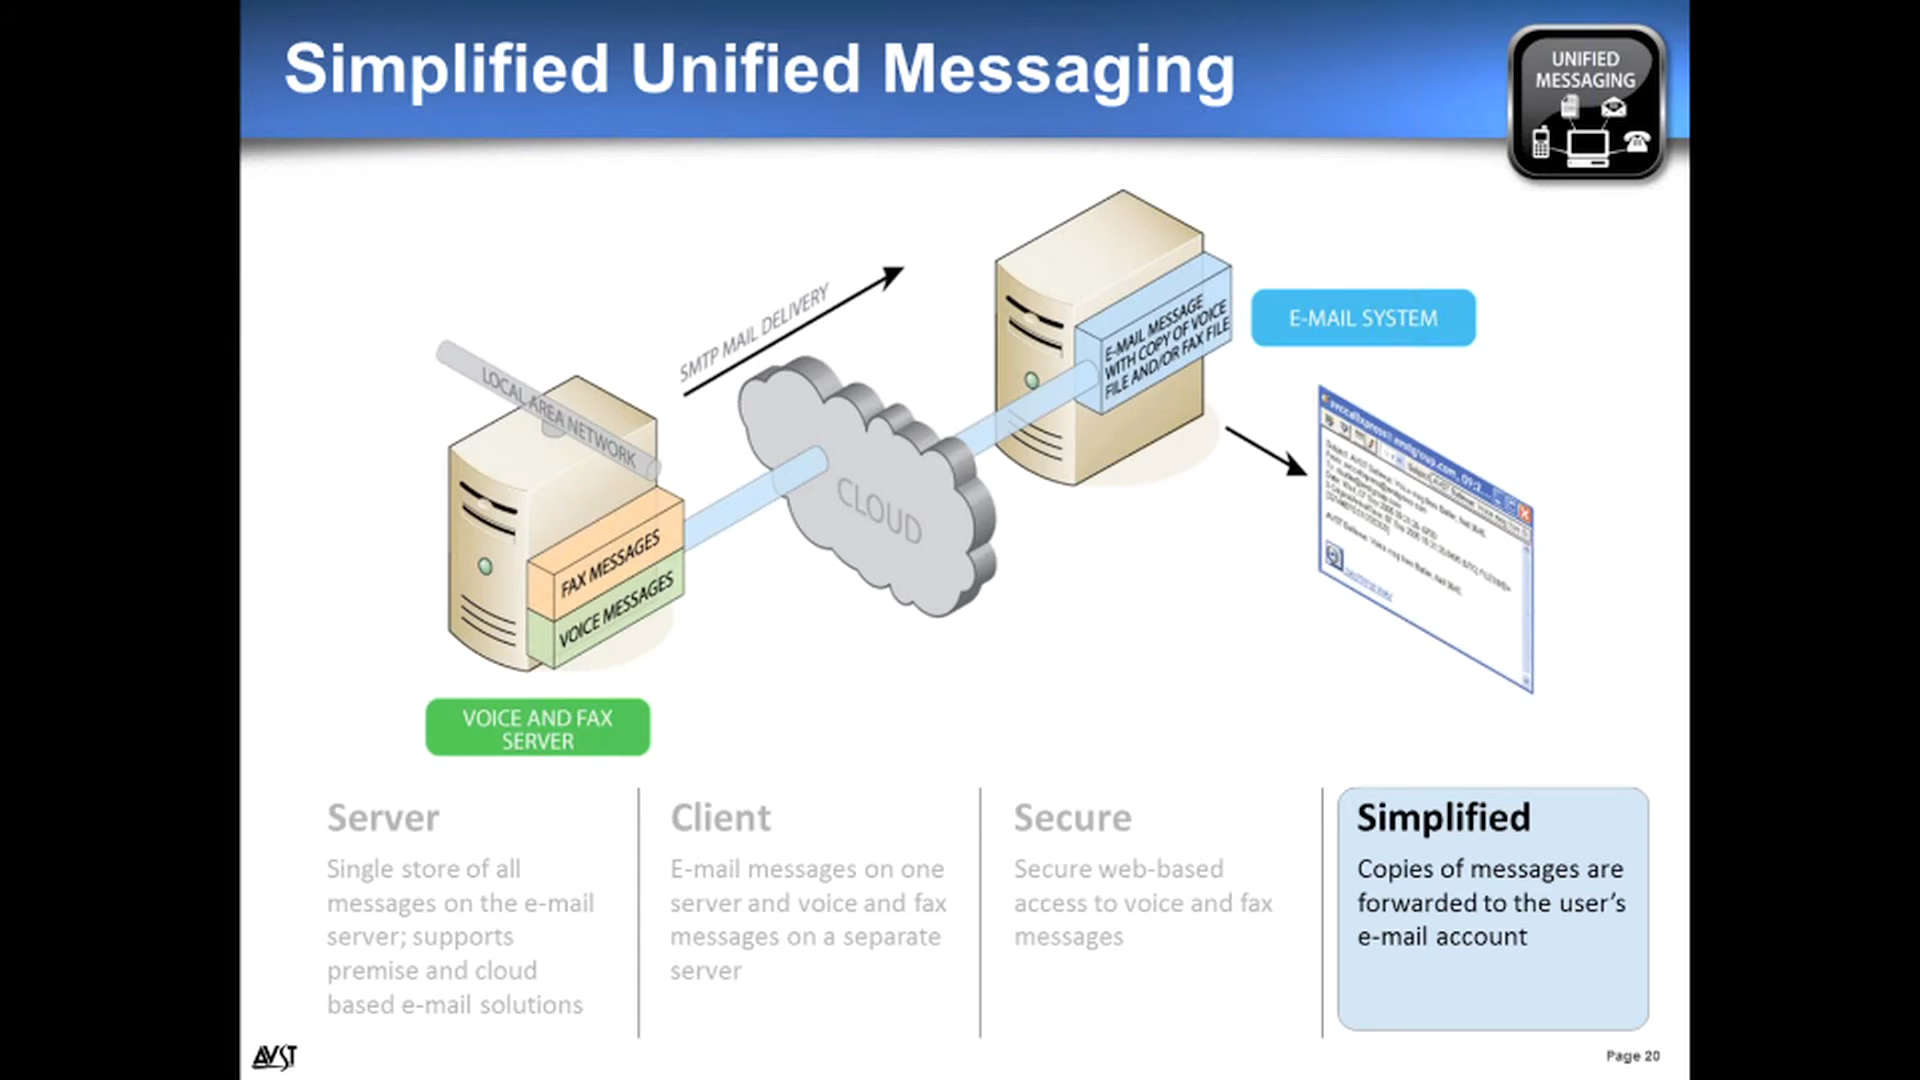 Simplified Unified Messaging
UNIFIED
MESSAGING
SMTP MAIL DELIVERY
LOCAL AREA NETWORK
E-MAIL MESSAGE
WITH COPY OF VOICE
FILE AND/OR FAX FILE
E-MAIL SYSTEM
CLOUD
FAX MESSAGES
VOICE MESSAGES
VOICE AND FAX
SERVER
Server
Single store of all
messages on the e-mail
server; supports
premise and cloud
based e-mail solutions
Client
E-mail messages on one
server and voice and fax
messages on a separate
server
Secure
Secure web-based
access to voice and fax
messages
Simplified
Copies of messages are
forwarded to the user’s
e-mail account
AVST
Page 20